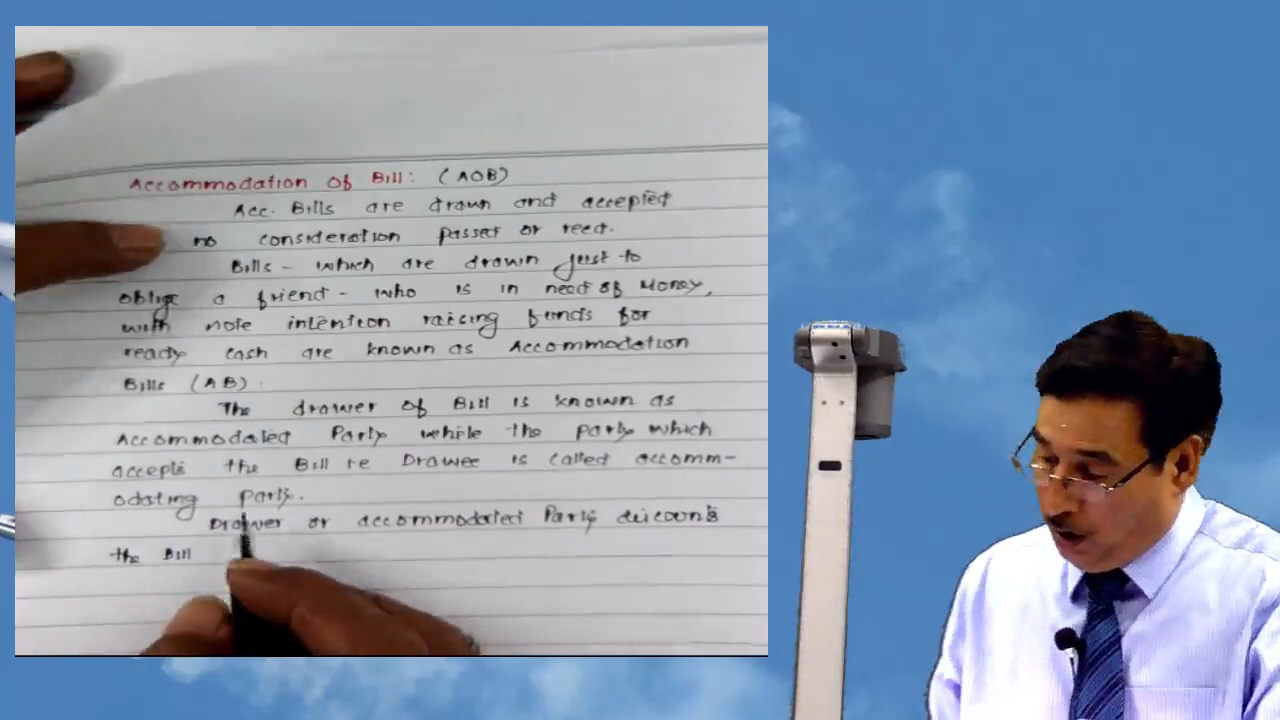 Accommodation of Bill: (AOB)
Acc. Bills are drawn and accepted
no consideration passed or recd.
Bills - which are drawn just to
oblige a friend - who is in need of Money,
with note intention raising funds for
ready cash are known as Accommodation
Bills (AB).
The drawer of Bill is known as
Accommodated Party while the party which
accepts the Bill ie Drawee is called accomm-
odating Party.
Drawer or accommodated Party discounts
the Bill